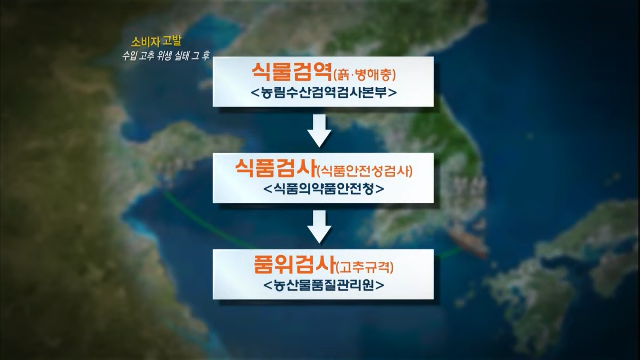 소비자 고발
수입 고추 위생 실태 그 후
식물검역(흙·병해충)
<농림수산검역검사본부>
식품검사(식품안전성검사)
<식품의약품안전청>
품위검사(고추규격)
<농산물품질관리원>